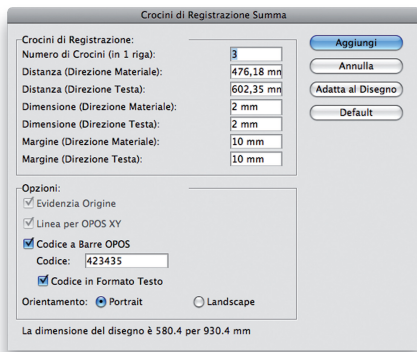 Crocini di Registrazione Summa
Crocini di Registrazione:
Numero di Crocini (in 1 riga): 3
Distanza (Direzione Materiale): 476,18 mm
Distanza (Direzione Testa): 602,35 mm
Dimensione (Direzione Materiale): 2 mm
Dimensione (Direzione Testa): 2 mm
Margine (Direzione Materiale): 10 mm
Margine (Direzione Testa): 10 mm
Aggiungi
Annulla
Adatta al Disegno
Default
Opzioni:
Evidenzia Origine
Linea per OPOS XY
Codice a Barre OPOS
Codice: 423435
Codice in Formato Testo
Orientamento: Portrait Landscape
La dimensione del disegno è 580.4 per 930.4 mm